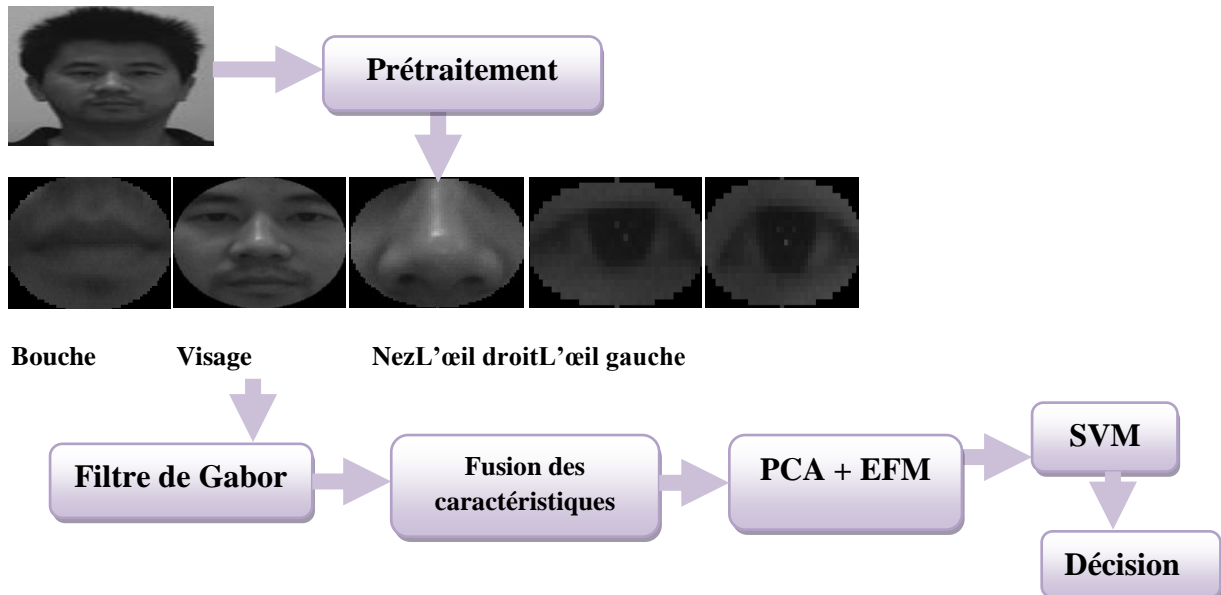 Prétraitement
Bouche Visage NezL’œil droitL’œil gauche
Filtre de Gabor
Fusion des
caractéristiques
PCA + EFM
SVM
Décision